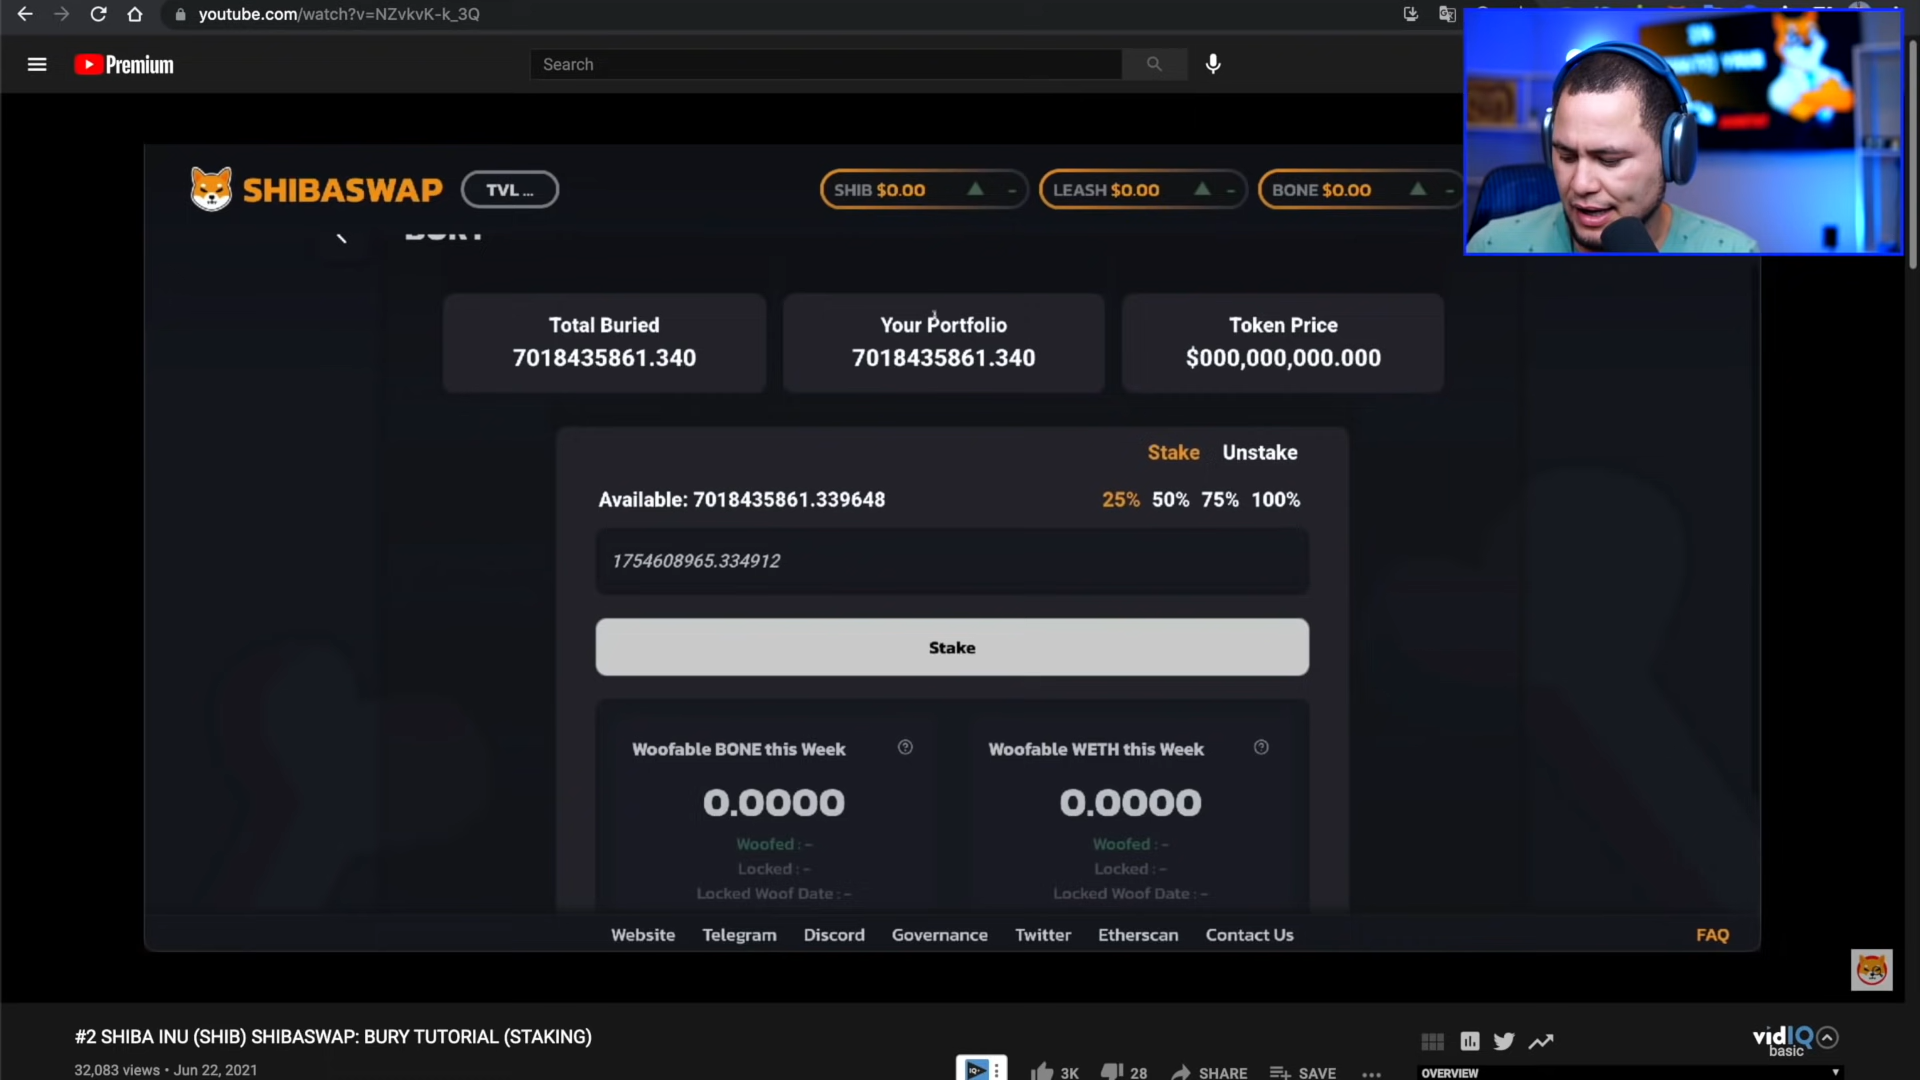 youtube.com/watch?v=NZvkvK-k_3Q
Premium
Search
SHIBASWAP
TVL ...
SHIB $0.00 -
LEASH $0.00 -
BONE $0.00 -
BURY
Total Buried
7018435861.340
Your Portfolio
7018435861.340
Token Price
$000,000,000.000
Stake Unstake
Available: 7018435861.339648
25% 50% 75% 100%
1754608965.334912
Stake
Woofable BONE this Week
0.0000
Woofed : -
Locked : -
Locked Woof Date : -
Woofable WETH this Week
0.0000
Woofed : -
Locked : -
Locked Woof Date : -
Website Telegram Discord Governance Twitter Etherscan Contact Us
FAQ
#2 SHIBA INU (SHIB) SHIBASWAP: BURY TUTORIAL (STAKING)
32,083 views • Jun 22, 2021
3K 28 SHARE SAVE
vidIQ
basic
OVERVIEW